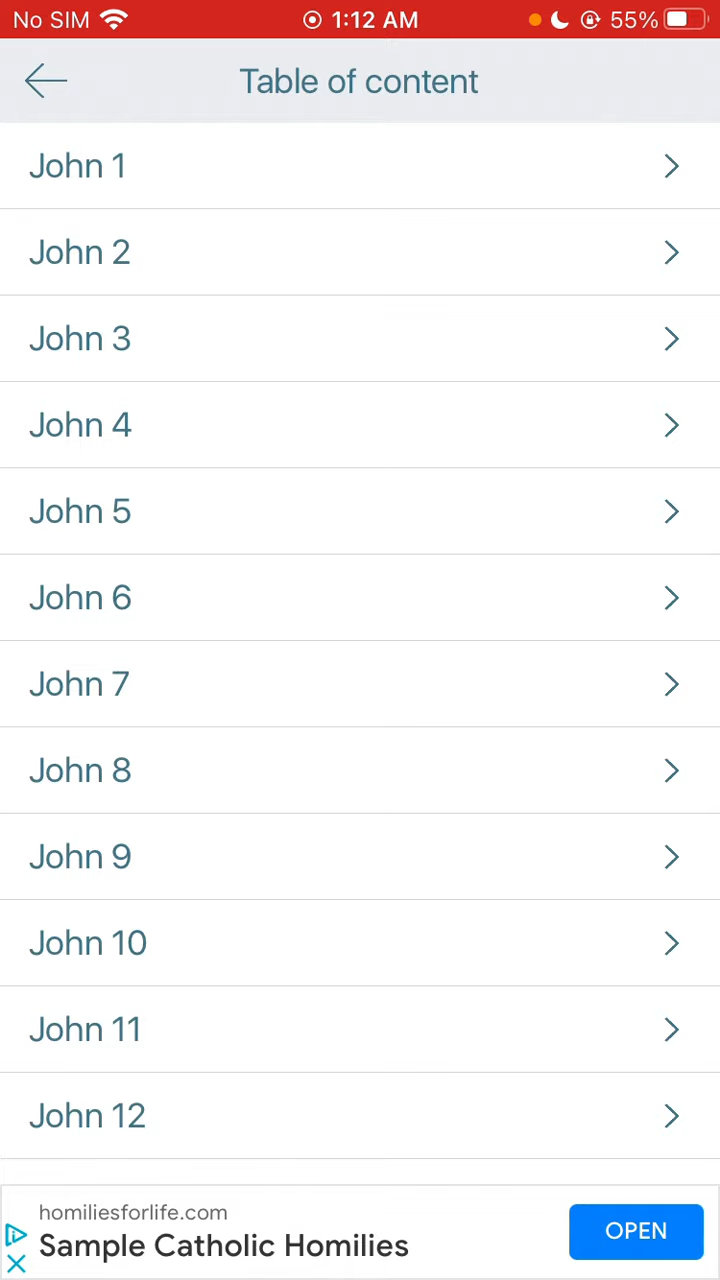 No SIM 1:12 AM 55%
Table of content
John 1
John 2
John 3
John 4
John 5
John 6
John 7
John 8
John 9
John 10
John 11
John 12
homiliesforlife.com
Sample Catholic Homilies
OPEN